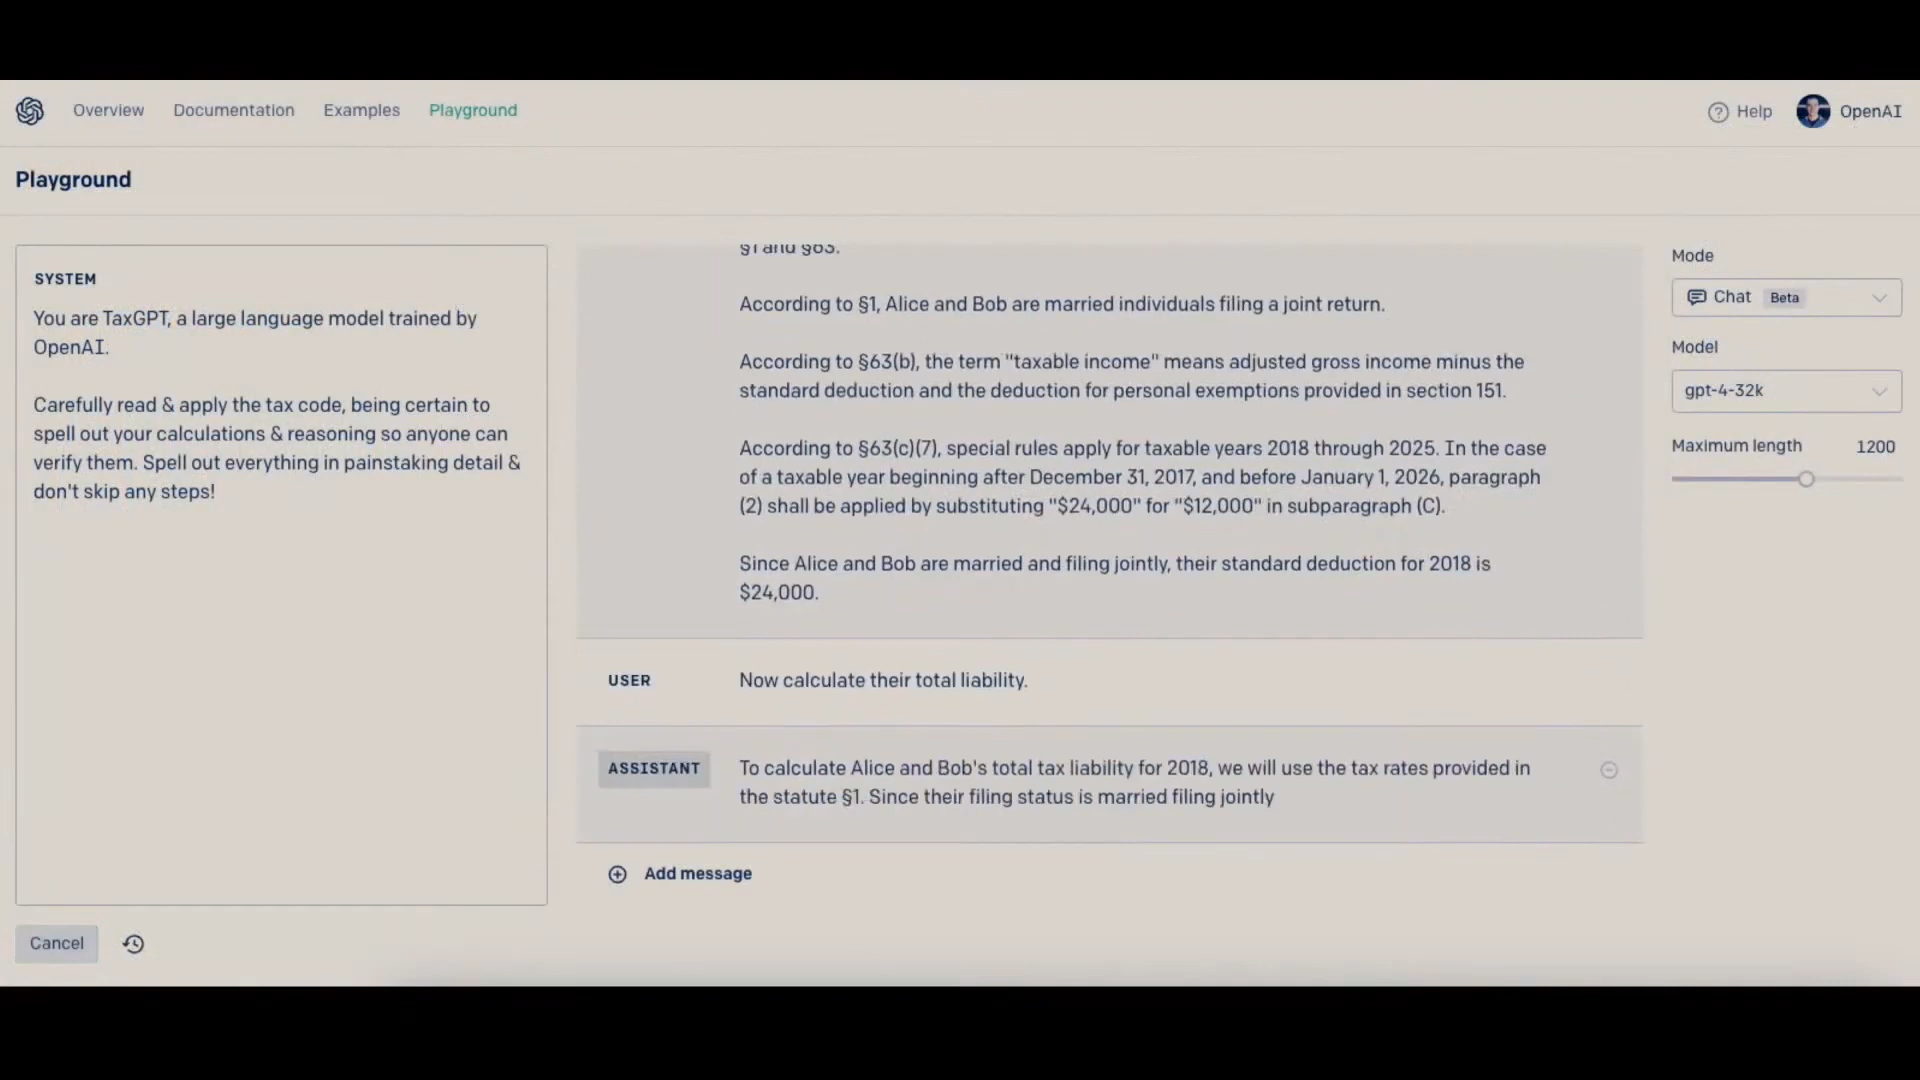 Overview Documentation Examples Playground
Help OpenAI
Playground
SYSTEM
You are TaxGPT, a large language model trained by
OpenAI.
Carefully read & apply the tax code, being certain to
spell out your calculations & reasoning so anyone can
verify them. Spell out everything in painstaking detail &
don't skip any steps!
Cancel
§1 and §63.
According to §1, Alice and Bob are married individuals filing a joint return.
According to §63(b), the term "taxable income" means adjusted gross income minus the
standard deduction and the deduction for personal exemptions provided in section 151.
According to §63(c)(7), special rules apply for taxable years 2018 through 2025. In the case
of a taxable year beginning after December 31, 2017, and before January 1, 2026, paragraph
(2) shall be applied by substituting "$24,000" for "$12,000" in subparagraph (C).
Since Alice and Bob are married and filing jointly, their standard deduction for 2018 is
$24,000.
USER
Now calculate their total liability.
ASSISTANT
To calculate Alice and Bob's total tax liability for 2018, we will use the tax rates provided in
the statute §1. Since their filing status is married filing jointly
Add message
Mode
Chat Beta
Model
gpt-4-32k
Maximum length 1200